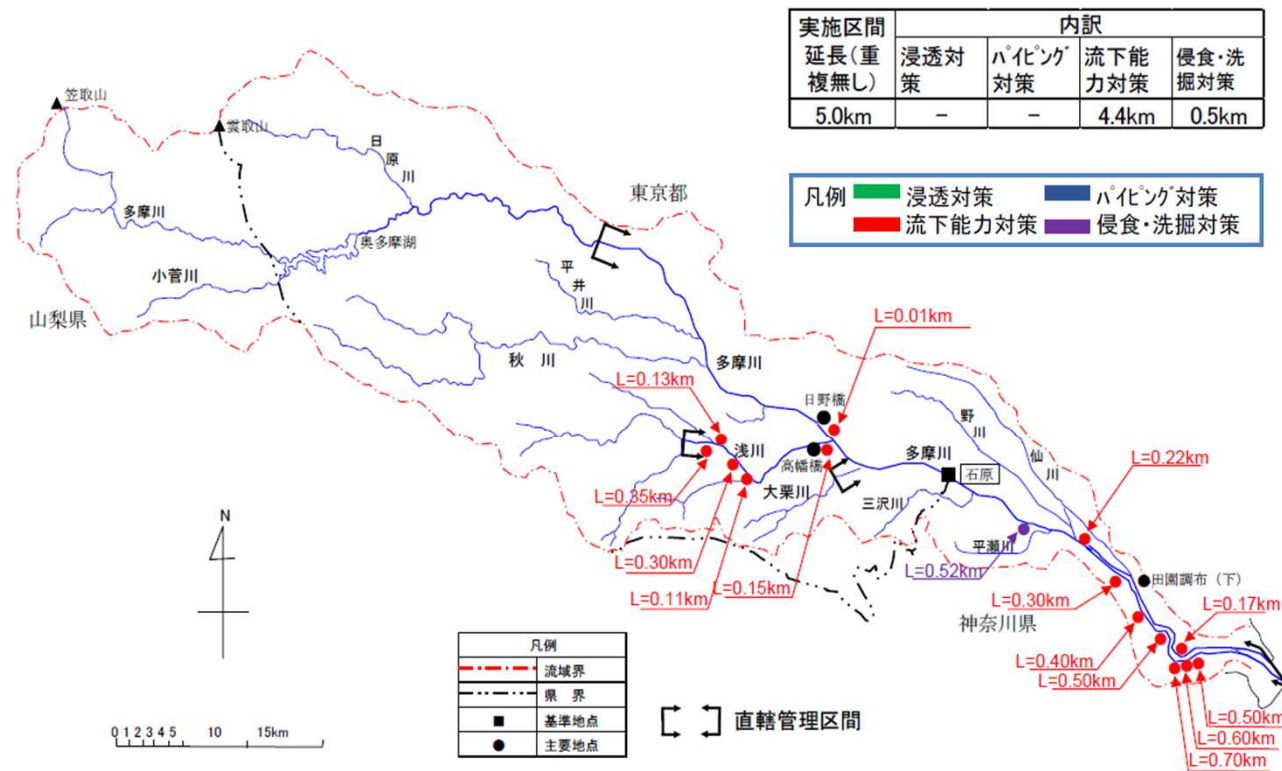 実施区間
延長(重
複無し)
内訳
浸透対
策
パイピング
対策
流下能
力対策
侵食・洗
掘対策
5.0km
－
－
4.4km
0.5km
凡例
浸透対策
パイピング対策
流下能力対策
侵食・洗掘対策
笠取山
雲取山
日原川
東京都
多摩川
奥多摩湖
小菅川
平井川
山梨県
L=0.01km
秋 川
多摩川
L=0.13km
日野橋
野川
仙川
浅川
多摩川
L=0.22km
高幡橋
石原
L=0.35km
大栗川
三沢川
N
平瀬川
L=0.30km
L=0.52km
田園調布（下）
L=0.11km
L=0.15km
L=0.30km
L=0.17km
神奈川県
L=0.40km
L=0.50km
凡例
流域界
県 界
基準地点
主要地点
直轄管理区間
L=0.50km
L=0.60km
L=0.70km
0 1 2 3 4 5 10 15km